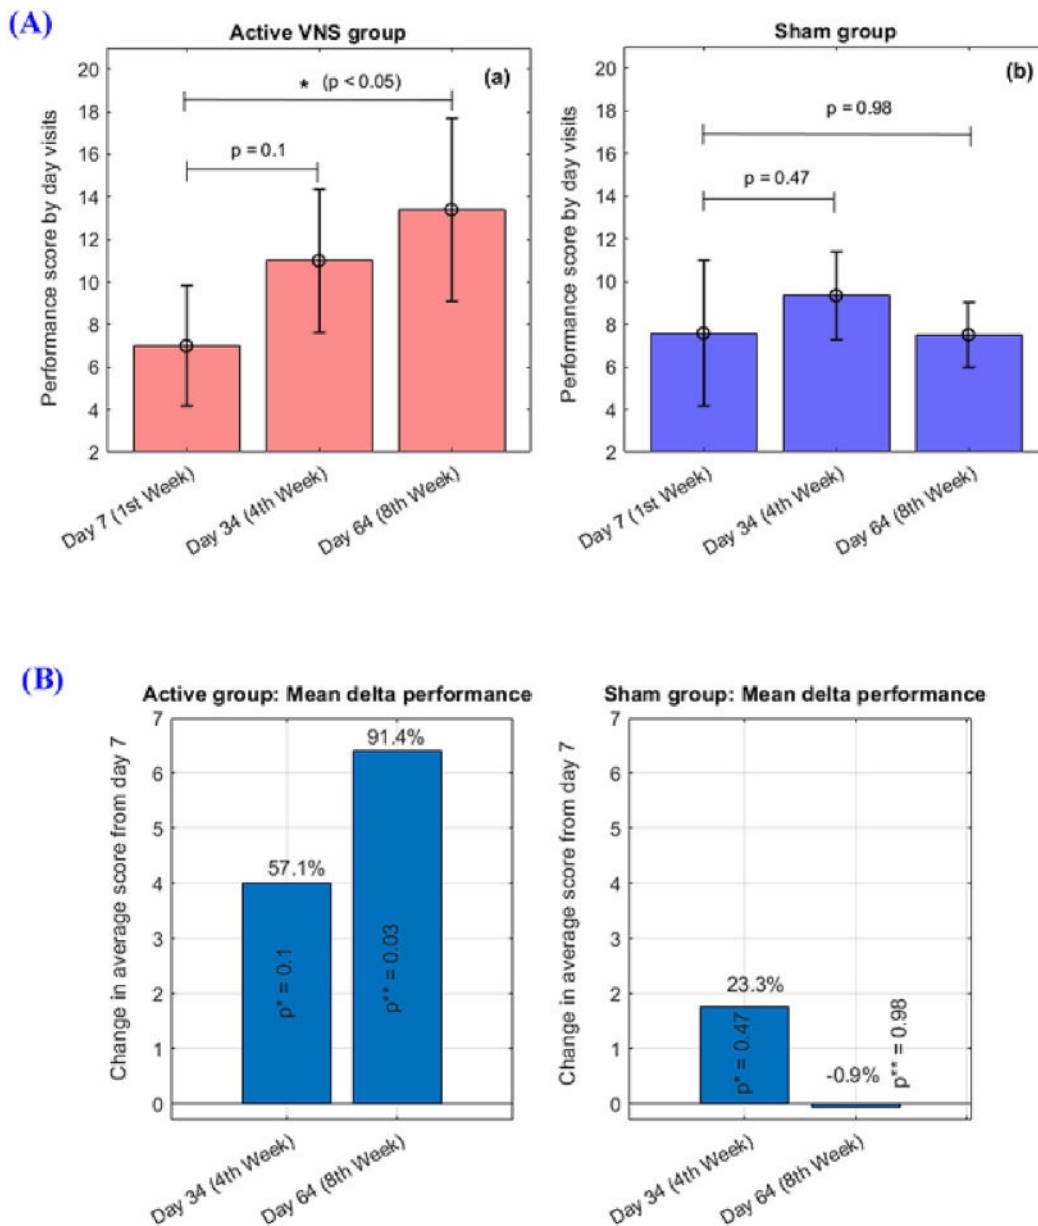 (A)
Active VNS group
Performance score by day visits
20
18
16
14
12
10
8
6
4
2
* (p < 0.05)
(a)
p = 0.1
Day 7 (1st Week)
Day 34 (4th Week)
Day 64 (8th Week)
Sham group
Performance score by day visits
20
18
16
14
12
10
8
6
4
2
(b)
p = 0.98
p = 0.47
Day 7 (1st Week)
Day 34 (4th Week)
Day 64 (8th Week)
(B)
Active group: Mean delta performance
Change in average score from day 7
7
6
5
4
3
2
1
0
91.4%
57.1%
p* = 0.1
p** = 0.03
Day 34 (4th Week)
Day 64 (8th Week)
Sham group: Mean delta performance
Change in average score from day 7
7
6
5
4
3
2
1
0
23.3%
p* = 0.47
-0.9%
p** = 0.98
Day 34 (4th Week)
Day 64 (8th Week)